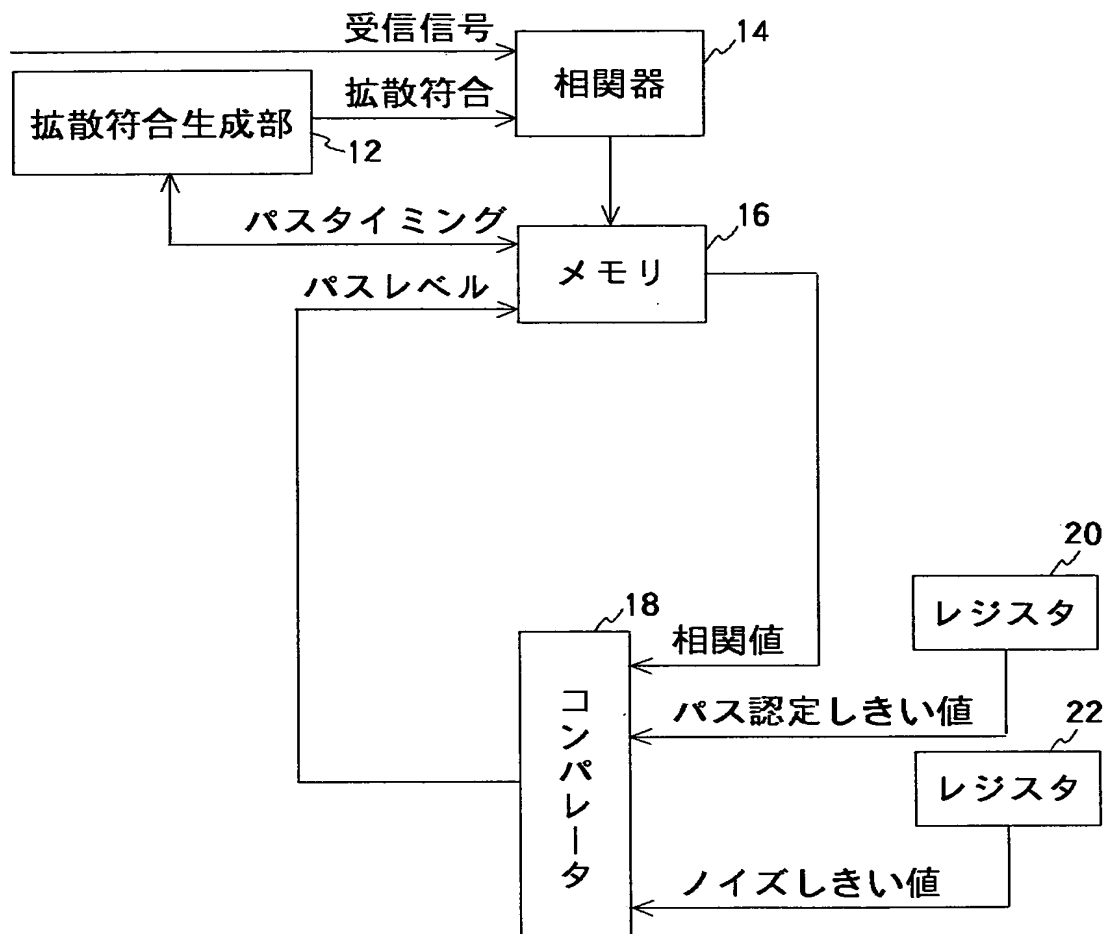 受信信号
14
相関器
拡散符合
拡散符合生成部
12
パスタイミング
16
メモリ
パスレベル
20
レジスタ
18
相関値
コンパレータ
パス認定しきい値
22
レジスタ
ノイズしきい値